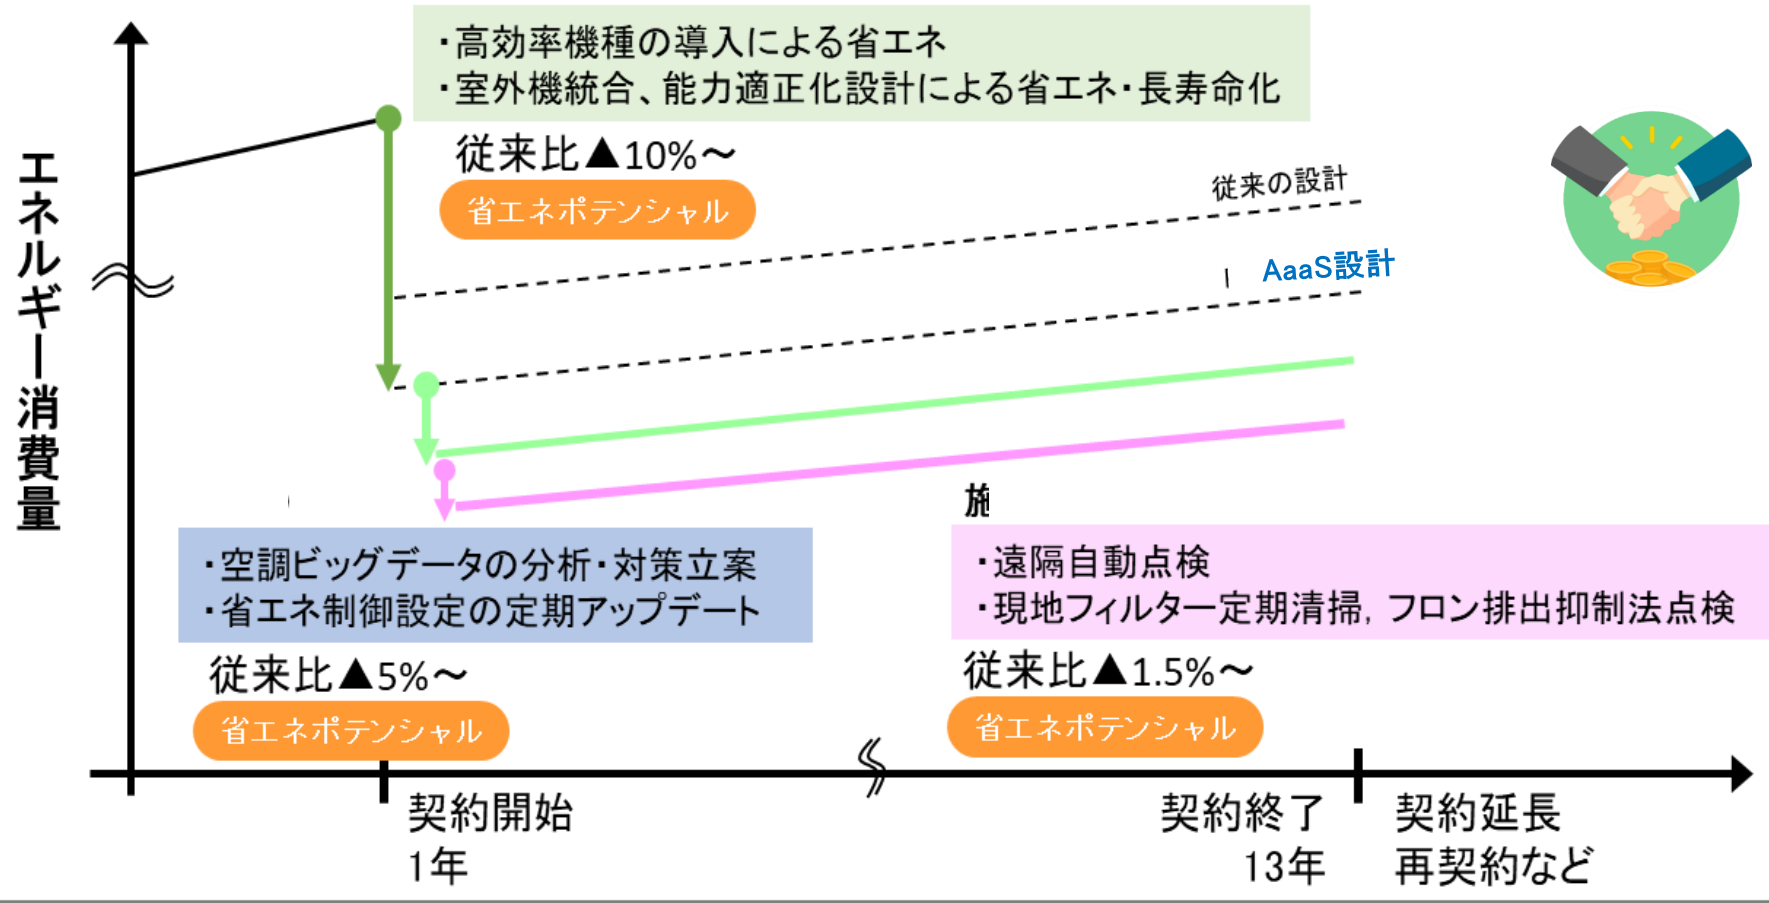 ・高効率機種の導入による省エネ
・室外機統合、能力適正化設計による省エネ・長寿命化
従来比▲10%～
省エネポテンシャル
従来の設計
AaaS設計
エネルギー消費量
施
・空調ビッグデータの分析・対策立案
・省エネ制御設定の定期アップデート
従来比▲5%～
省エネポテンシャル
・遠隔自動点検
・現地フィルター定期清掃，フロン排出抑制法点検
従来比▲1.5%～
省エネポテンシャル
契約開始
1年
契約終了
13年
契約延長
再契約など